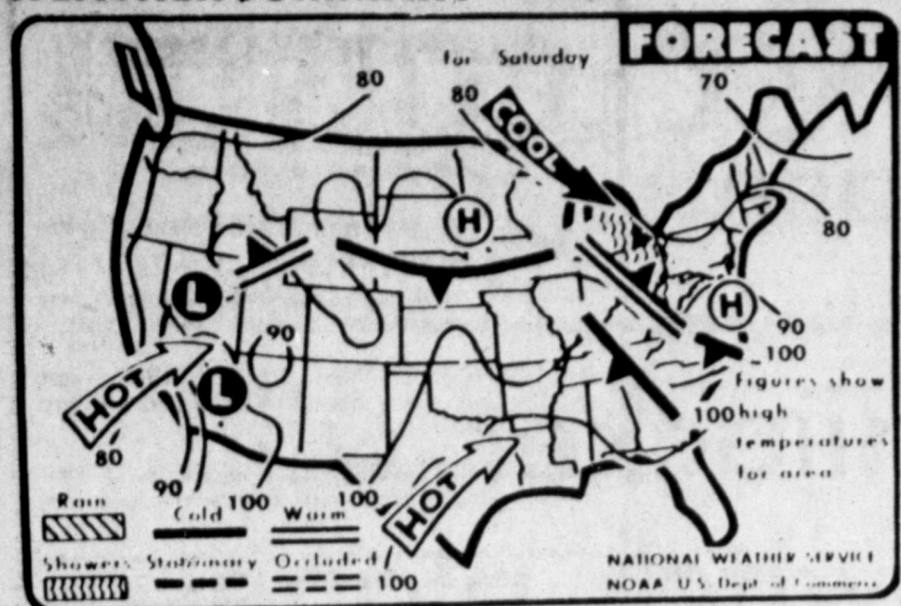 FORECAST
for Saturday
80
80
70
COOL
H
80
L
H
90
90
100
HOT
L
Figures show
100 high
temperatures
for area
80
HOT
90
100
100
Rain
Cold
Warm
Showers
Stationary
Occluded
100
NATIONAL WEATHER SERVICE
NOAA U.S. Dept of Commerce